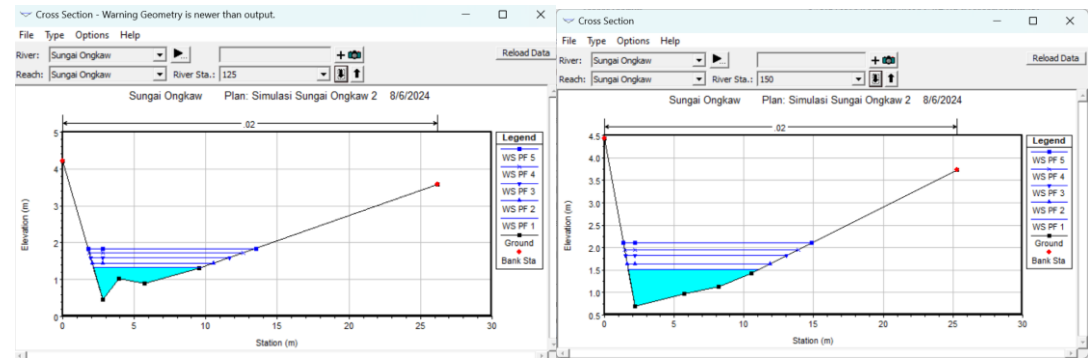 Cross Section - Warning Geometry is newer than output.
File Type Options Help
River: Sungai Ongkaw
Reload Data
Reach: Sungai Ongkaw River Sta.: 125
Sungai Ongkaw Plan: Simulasi Sungai Ongkaw 2 8/6/2024
.02
5
4
3
2
1
0
0 5 10 15 20 25 30
Elevation (m)
Station (m)
Legend
WS PF 5
WS PF 4
WS PF 3
WS PF 2
WS PF 1
Ground
Bank Sta
Cross Section
File Type Options Help
River: Sungai Ongkaw
Reload Data
Reach: Sungai Ongkaw River Sta.: 150
Sungai Ongkaw Plan: Simulasi Sungai Ongkaw 2 8/6/2024
.02
4.5
4.0
3.5
3.0
2.5
2.0
1.5
1.0
0.5
0 5 10 15 20 25 30
Elevation (m)
Station (m)
Legend
WS PF 5
WS PF 4
WS PF 3
WS PF 2
WS PF 1
Ground
Bank Sta